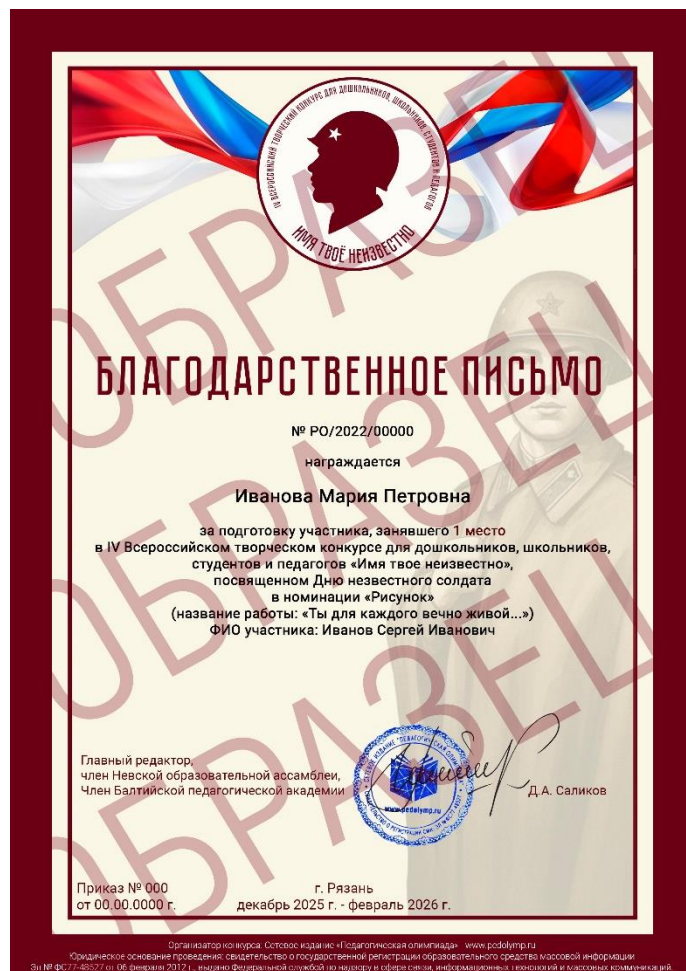 IV ВСЕРОССИЙСКИЙ ТВОРЧЕСКИЙ КОНКУРС ДЛЯ ДОШКОЛЬНИКОВ, ШКОЛЬНИКОВ, СТУДЕНТОВ И ПЕДАГОГОВ
ИМЯ ТВОЁ НЕИЗВЕСТНО
ОБРАЗЕЦ
ОБРАЗЕЦ
ОБРАЗЕЦ
БЛАГОДАРСТВЕННОЕ ПИСЬМО
№ PO/2022/00000
награждается
Иванова Мария Петровна
за подготовку участника, занявшего 1 место
в IV Всероссийском творческом конкурсе для дошкольников, школьников,
студентов и педагогов «Имя твое неизвестно»,
посвященном Дню незвестного солдата
в номинации «Рисунок»
(название работы: «Ты для каждого вечно живой...»)
ФИО участника: Иванов Сергей Иванович
Главный редактор,
член Невской образовательной ассамблеи,
Член Балтийской педагогической академии
СЕТЕВОЕ ИЗДАНИЕ "ПЕДАГОГИЧЕСКАЯ ОЛИМПИАДА"
www.pedolymp.ru
Д.А. Саликов
Приказ № 000
от 00.00.0000 г.
г. Рязань
декабрь 2025 г. - февраль 2026 г.
Организатор конкурса: Сетевое издание «Педагогическая олимпиада» www.pedolymp.ru
Юридическое основание проведения: свидетельство о государственной регистрации образовательного средства массовой информации
Эл № ФС77-48577 от 06 февраля 2012 г., выдано Федеральной службой по надзору в сфере связи, информационных технологий и массовых коммуникаций.